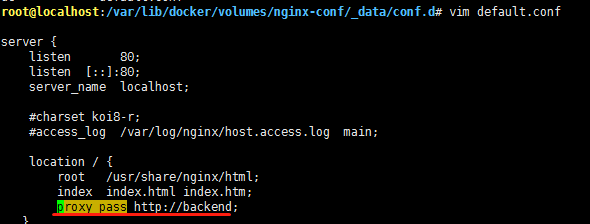 root@localhost:/var/lib/docker/volumes/nginx-conf/_data/conf.d# vim default.conf
server {
listen 80;
listen [::]:80;
server_name localhost;
#charset koi8-r;
#access_log /var/log/nginx/host.access.log main;
location / {
root /usr/share/nginx/html;
index index.html index.htm;
proxy_pass http://backend;
}